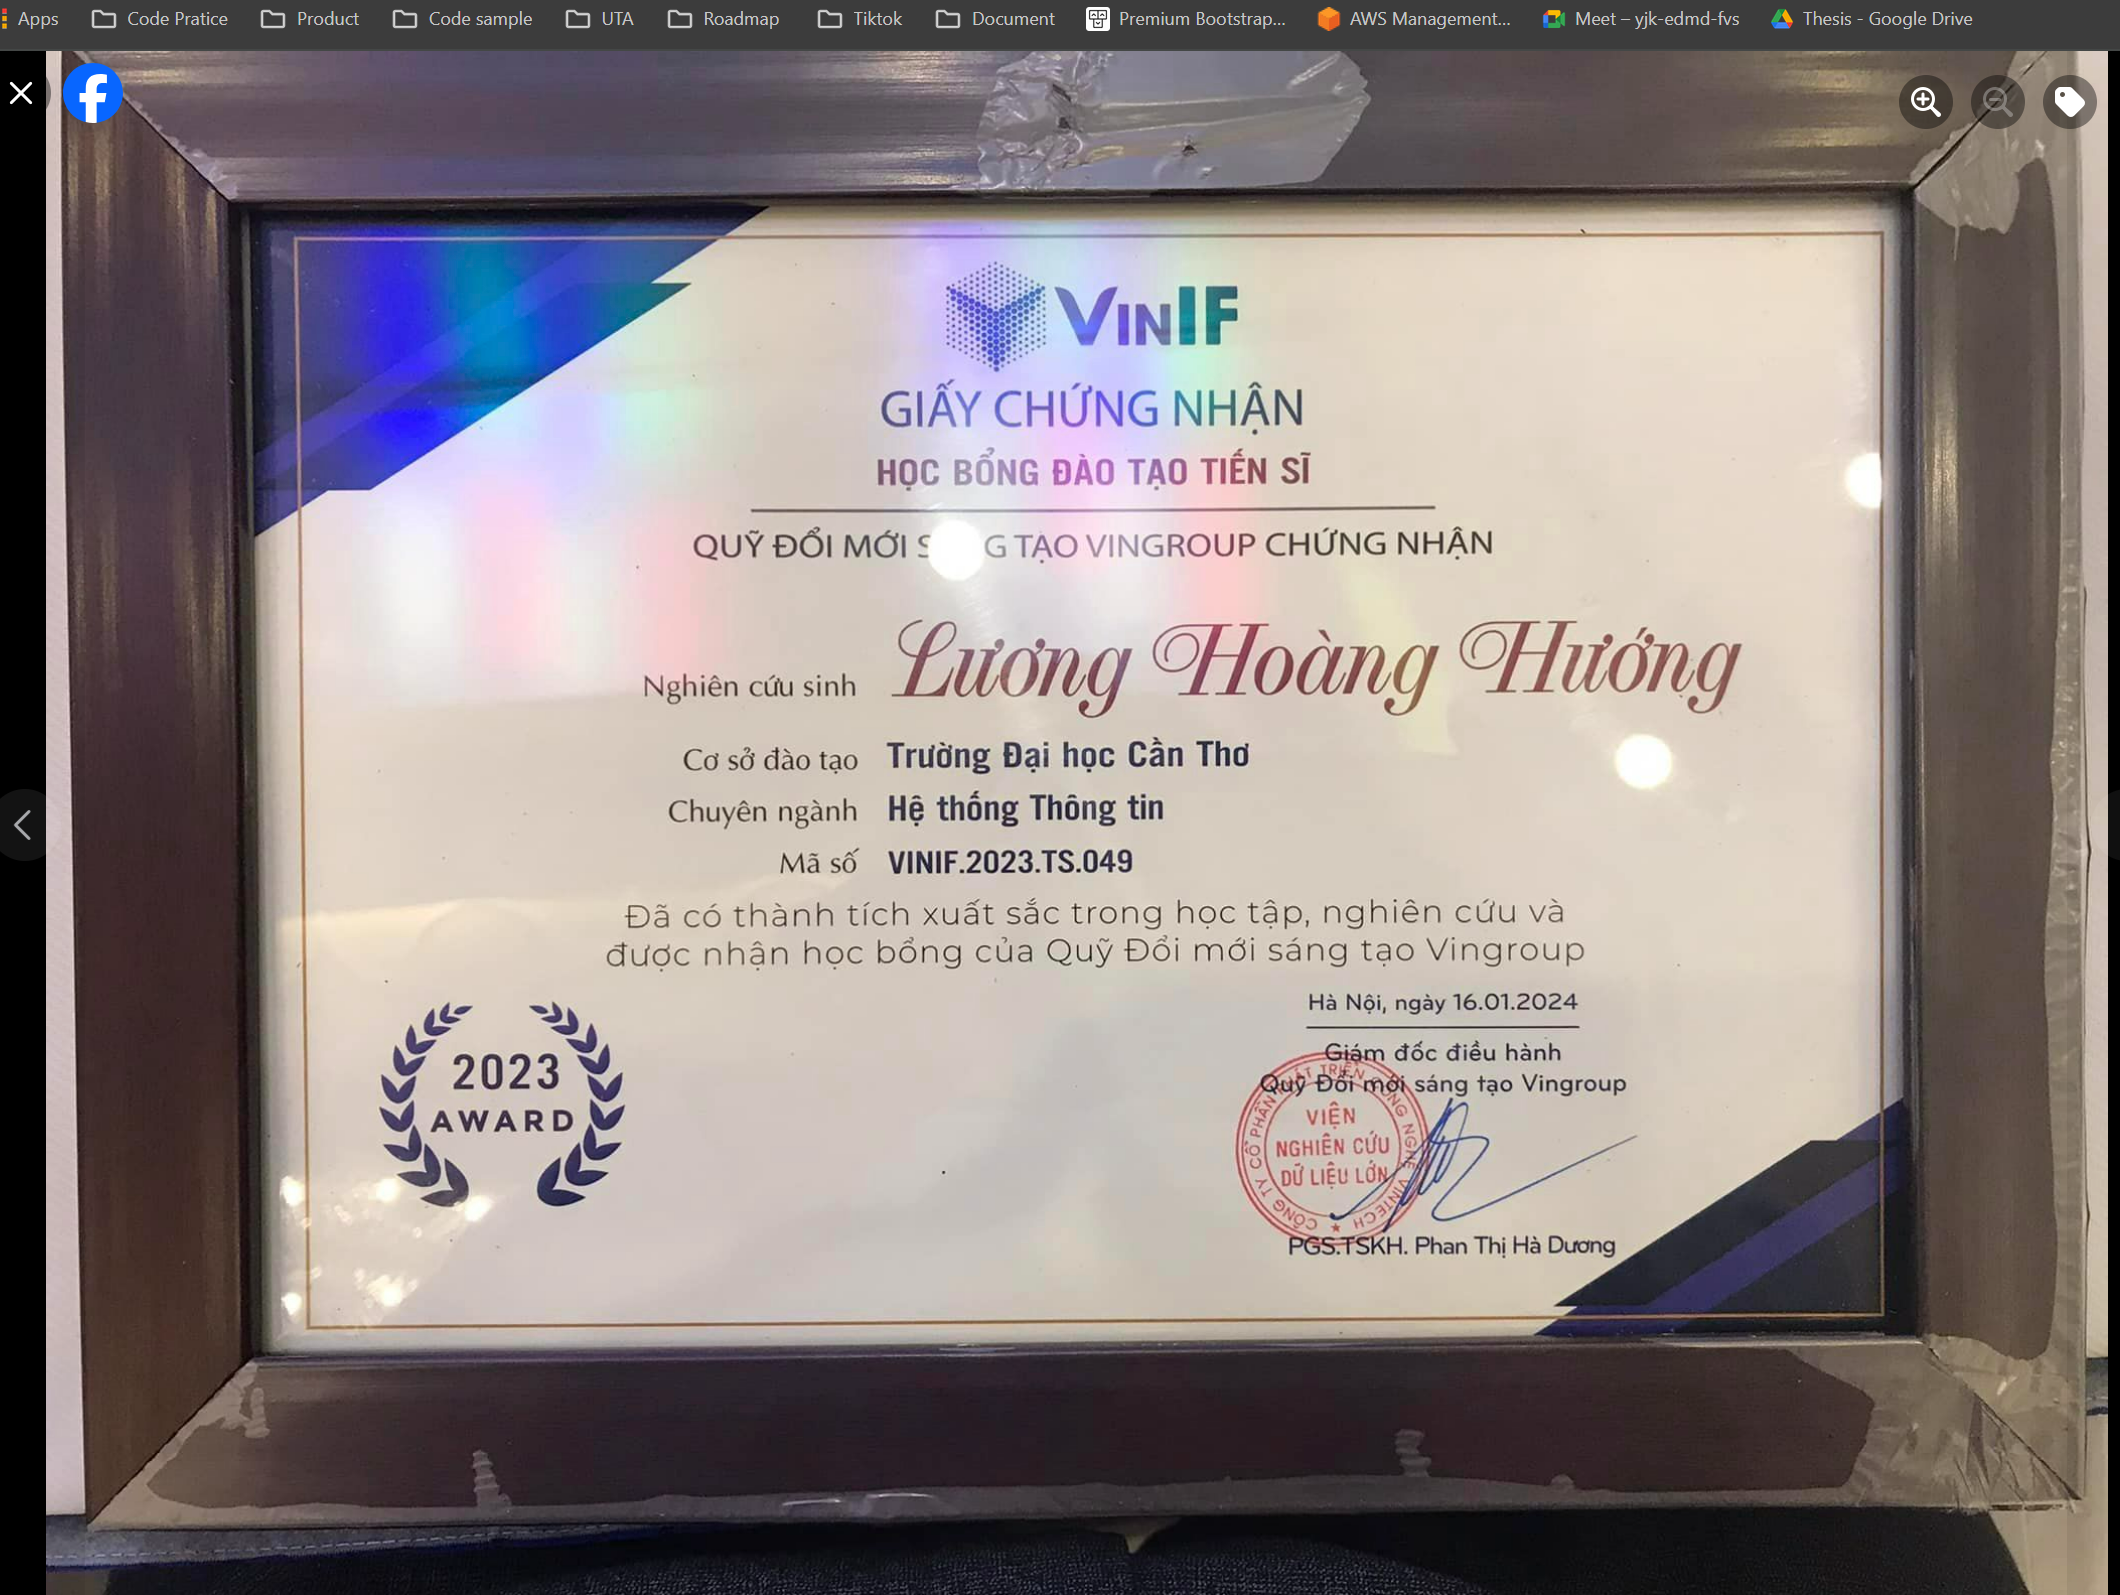 Apps Code Pratice Product Code sample UTA Roadmap Tiktok Document Premium Bootstrap... AWS Management... Meet – yjk-edmd-fvs Thesis - Google Drive
VINIF
GIẤY CHỨNG NHẬN
HỌC BỔNG ĐÀO TẠO TIẾN SĨ
QUỸ ĐỔI MỚI TẠO VINGROUP CHỨNG NHẬN
Nghiên cứu sinh Lương Hoàng Hướng
Cơ sở đào tạo Trường Đại học Cần Thơ
Chuyên ngành Hệ thống Thông tin
Mã số VINIF.2023.TS.049
Đã có thành tích xuất sắc trong học tập, nghiên cứu và
được nhận học bổng của Quỹ Đổi mới sáng tạo Vingroup
2023
AWARD
Hà Nội, ngày 16.01.2024
Giám đốc điều hành
Quỹ Đổi mới sáng tạo Vingroup
CÔNG TY CỔ PHẦN PHÁT TRIỂN CÔNG NGHỆ VINTECH
VIỆN
NGHIÊN CỨU
DỮ LIỆU LỚN
PGS.TSKH. Phan Thị Hà Dương